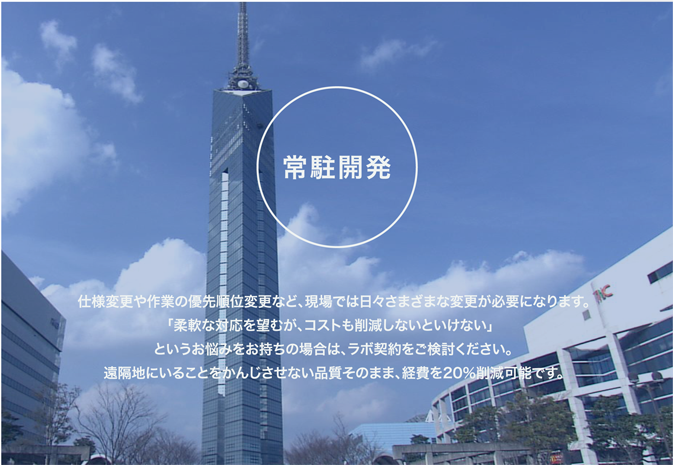 常駐開発
仕様変更や作業の優先順位変更など、現場では日々さまざまな変更が必要になります。
「柔軟な対応を望むが、コストも削減しないといけない」
というお悩みをお持ちの場合は、ラボ契約をご検討ください。
遠隔地にいることをかんじさせない品質そのまま、経費を20%削減可能です。